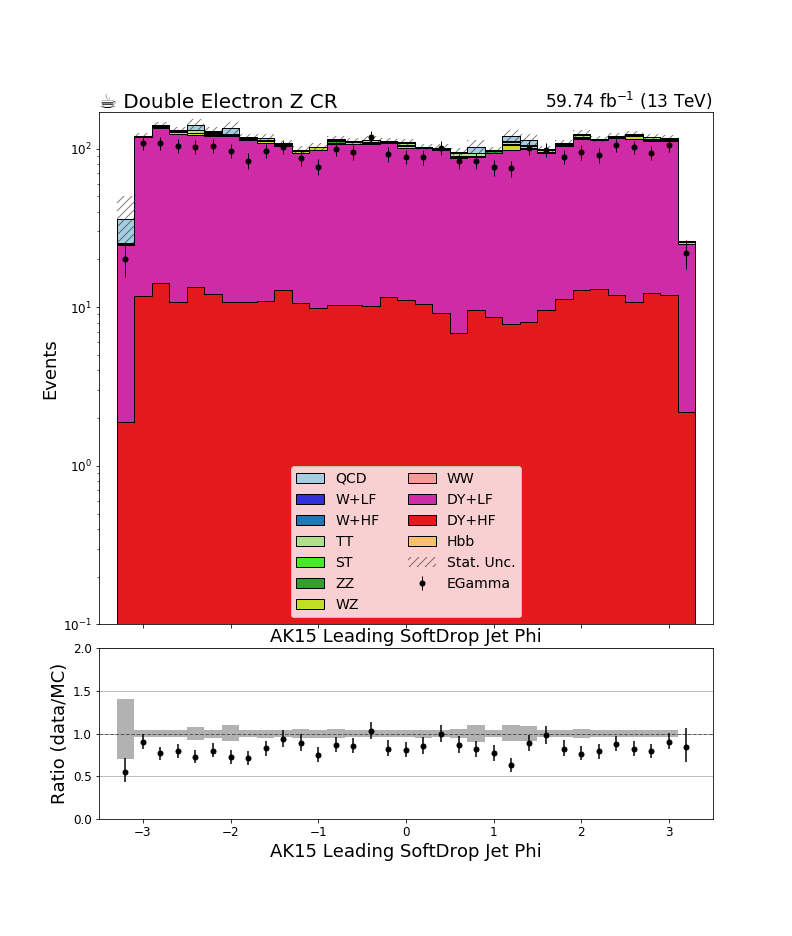 ☕ Double Electron Z CR
59.74 fb⁻¹ (13 TeV)
Events
10²
10¹
10⁰
10⁻¹
QCD
W+LF
W+HF
TT
ST
ZZ
WZ
WW
DY+LF
DY+HF
Hbb
Stat. Unc.
EGamma
AK15 Leading SoftDrop Jet Phi
Ratio (data/MC)
2.0
1.5
1.0
0.5
0.0
−3 −2 −1 0 1 2 3
AK15 Leading SoftDrop Jet Phi